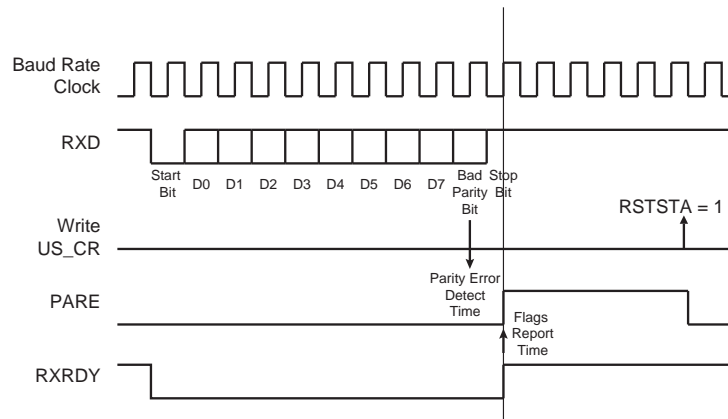 Baud Rate
Clock
RXD
Start
Bit
D0 D1 D2 D3 D4 D5 D6 D7
Bad
Parity
Bit
Stop
Bit
Write
US_CR
RSTSTA = 1
Parity Error
Detect
Time
PARE
Flags
Report
Time
RXRDY